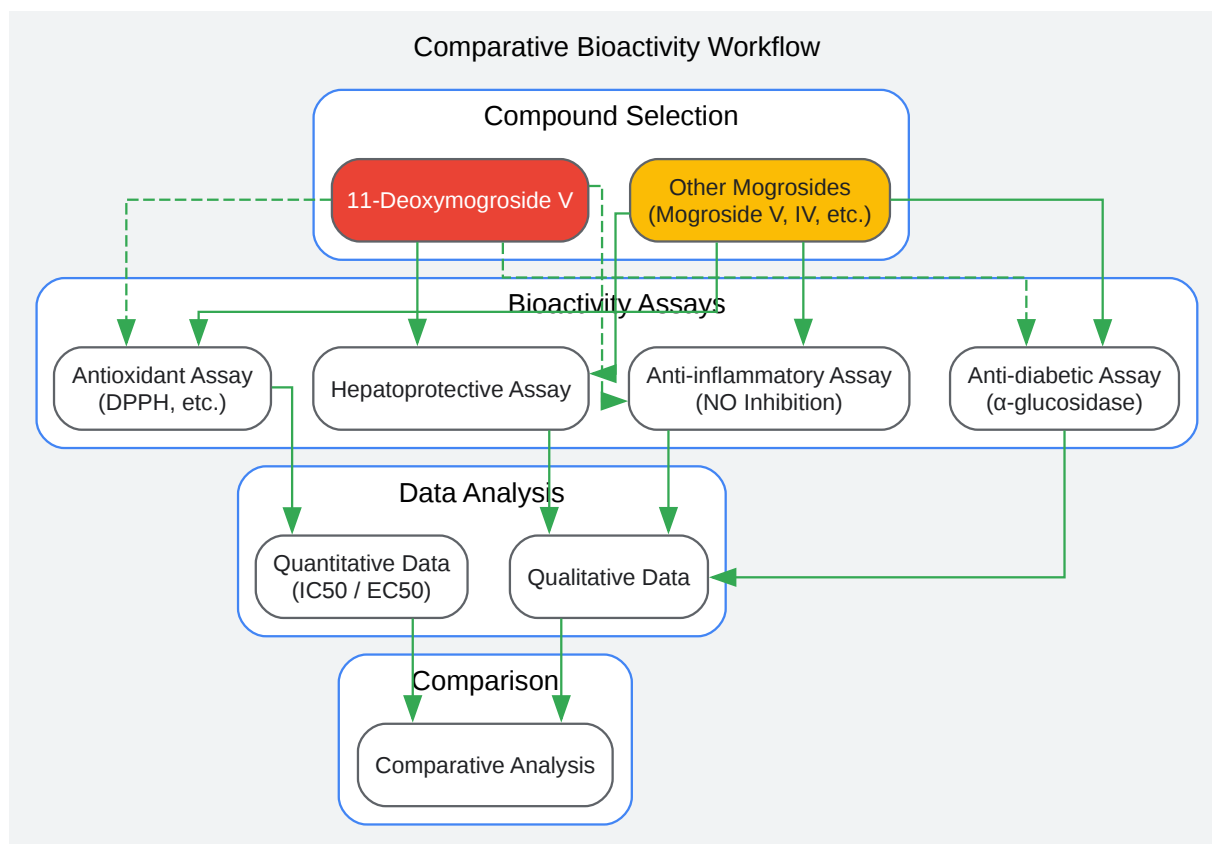 Comparative Bioactivity Workflow
Compound Selection
11-Deoxymogroside V
Other Mogrosides
(Mogroside V, IV, etc.)
Bioactivity Assays
Antioxidant Assay
(DPPH, etc.)
Hepatoprotective Assay
Anti-inflammatory Assay
(NO Inhibition)
Anti-diabetic Assay
(α-glucosidase)
Data Analysis
Quantitative Data
(IC50 / EC50)
Qualitative Data
Comparison
Comparative Analysis